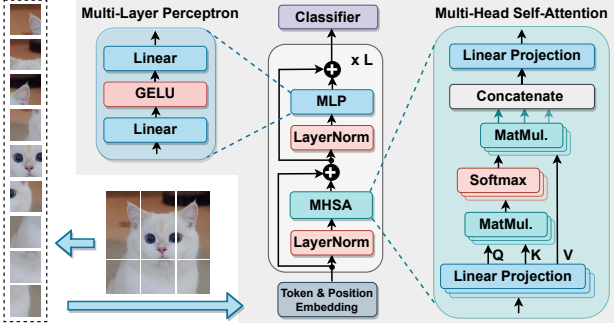 Multi-Layer Perceptron
Linear
GELU
Linear
Classifier
x L
MLP
LayerNorm
MHSA
LayerNorm
Token & Position
Embedding
Multi-Head Self-Attention
Linear Projection
Concatenate
MatMul.
Softmax
MatMul.
Q K V
Linear Projection